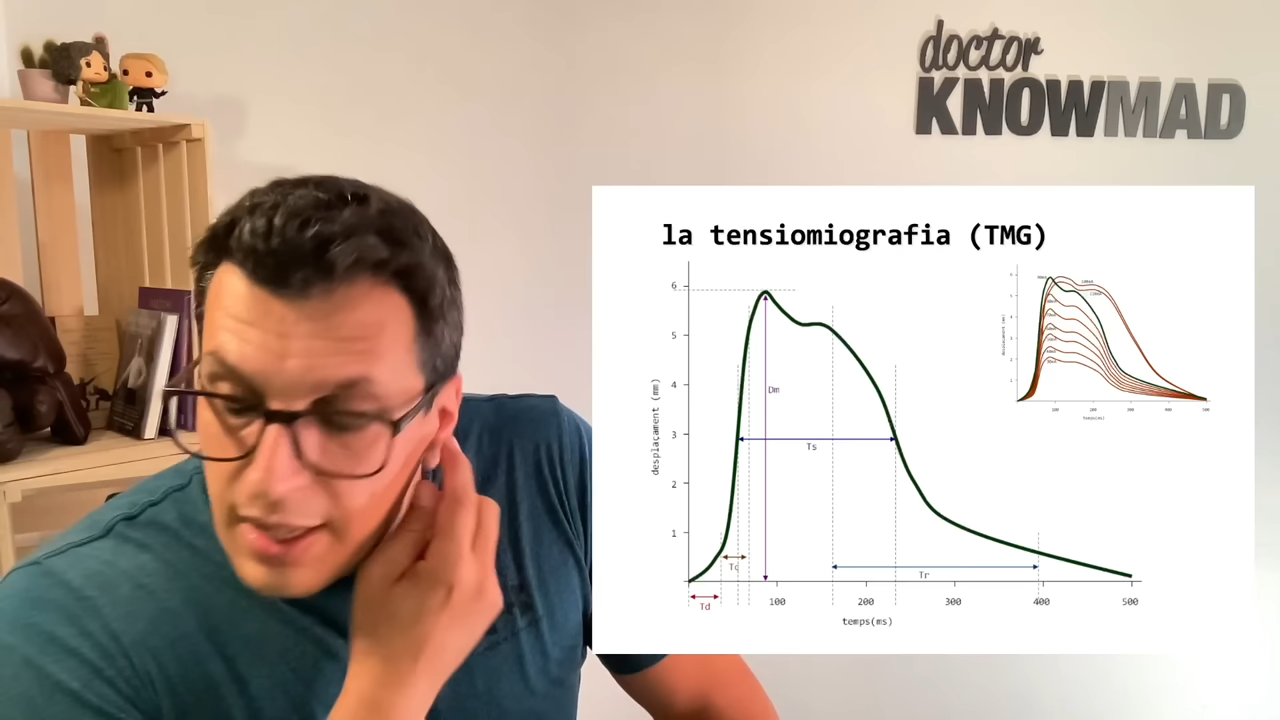 doctor
KNOWMAD
la tensiomiografia (TMG)
6
5
4
3
2
1
desplaçament (mm)
Dm
Ts
Tc
Tr
Td
100
200
300
400
500
temps(ms)